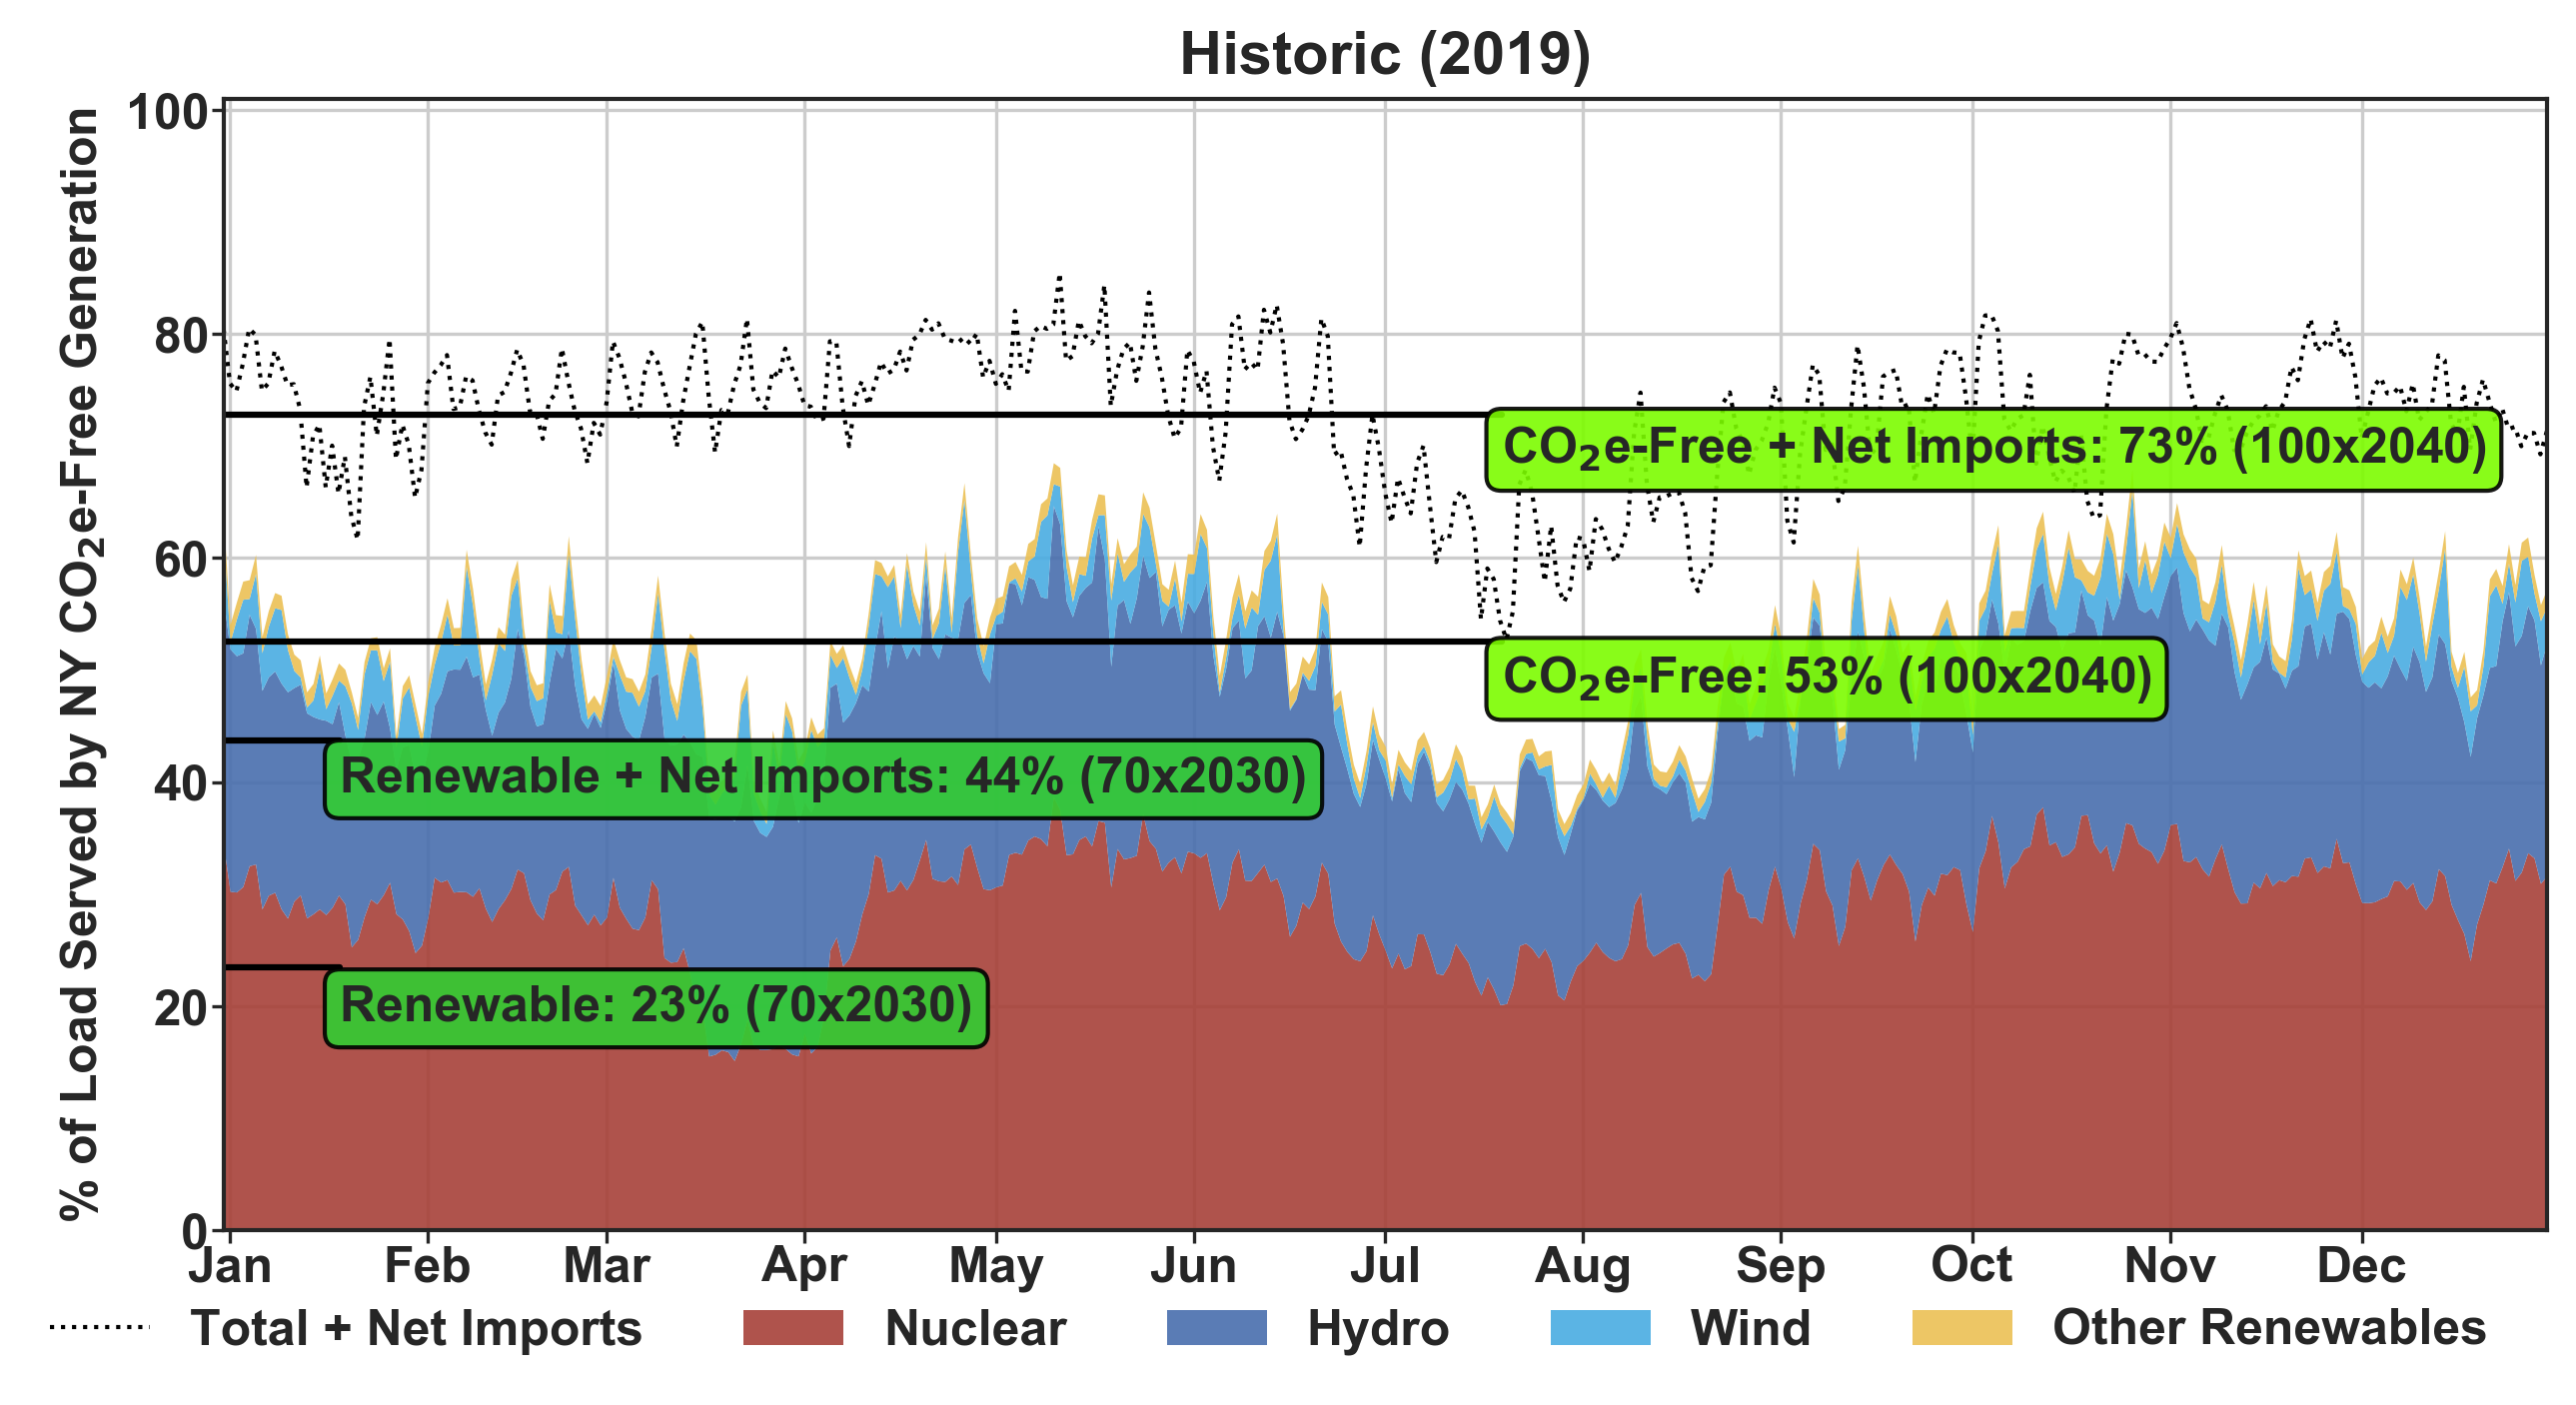 Historic (2019)
% of Load Served by NY CO₂e-Free Generation
100
80
60
40
20
0
CO₂e-Free + Net Imports: 73% (100x2040)
CO₂e-Free: 53% (100x2040)
Renewable + Net Imports: 44% (70x2030)
Renewable: 23% (70x2030)
Jan Feb Mar Apr May Jun Jul Aug Sep Oct Nov Dec
Total + Net Imports Nuclear Hydro Wind Other Renewables